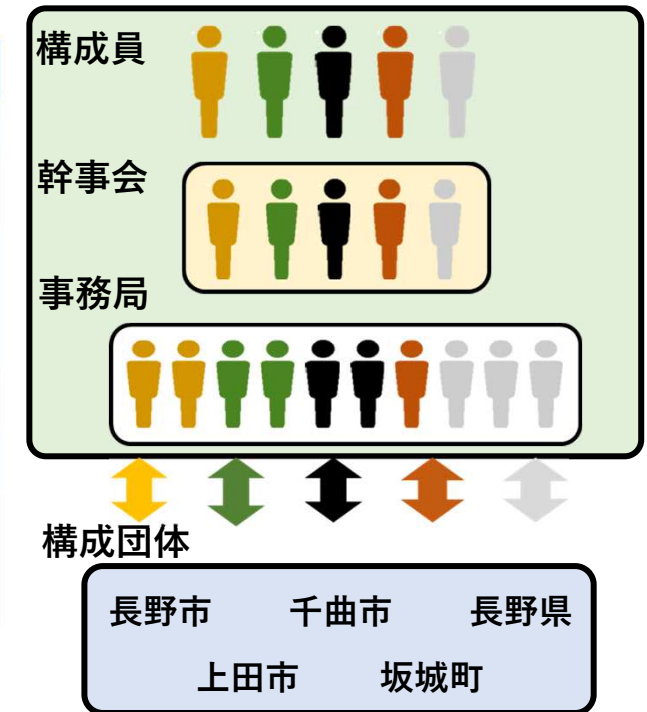 構成員
幹事会
事務局
構成団体
長野市 千曲市 長野県
上田市 坂城町